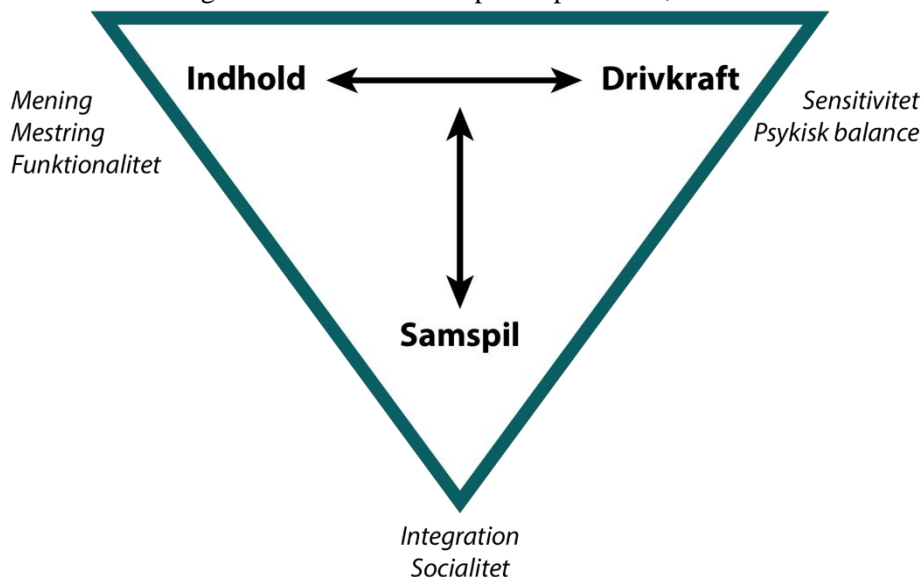 Indhold
Drivkraft
Mening
Mestring
Funktionalitet
Sensitivitet
Psykisk balance
Samspil
Integration
Socialitet